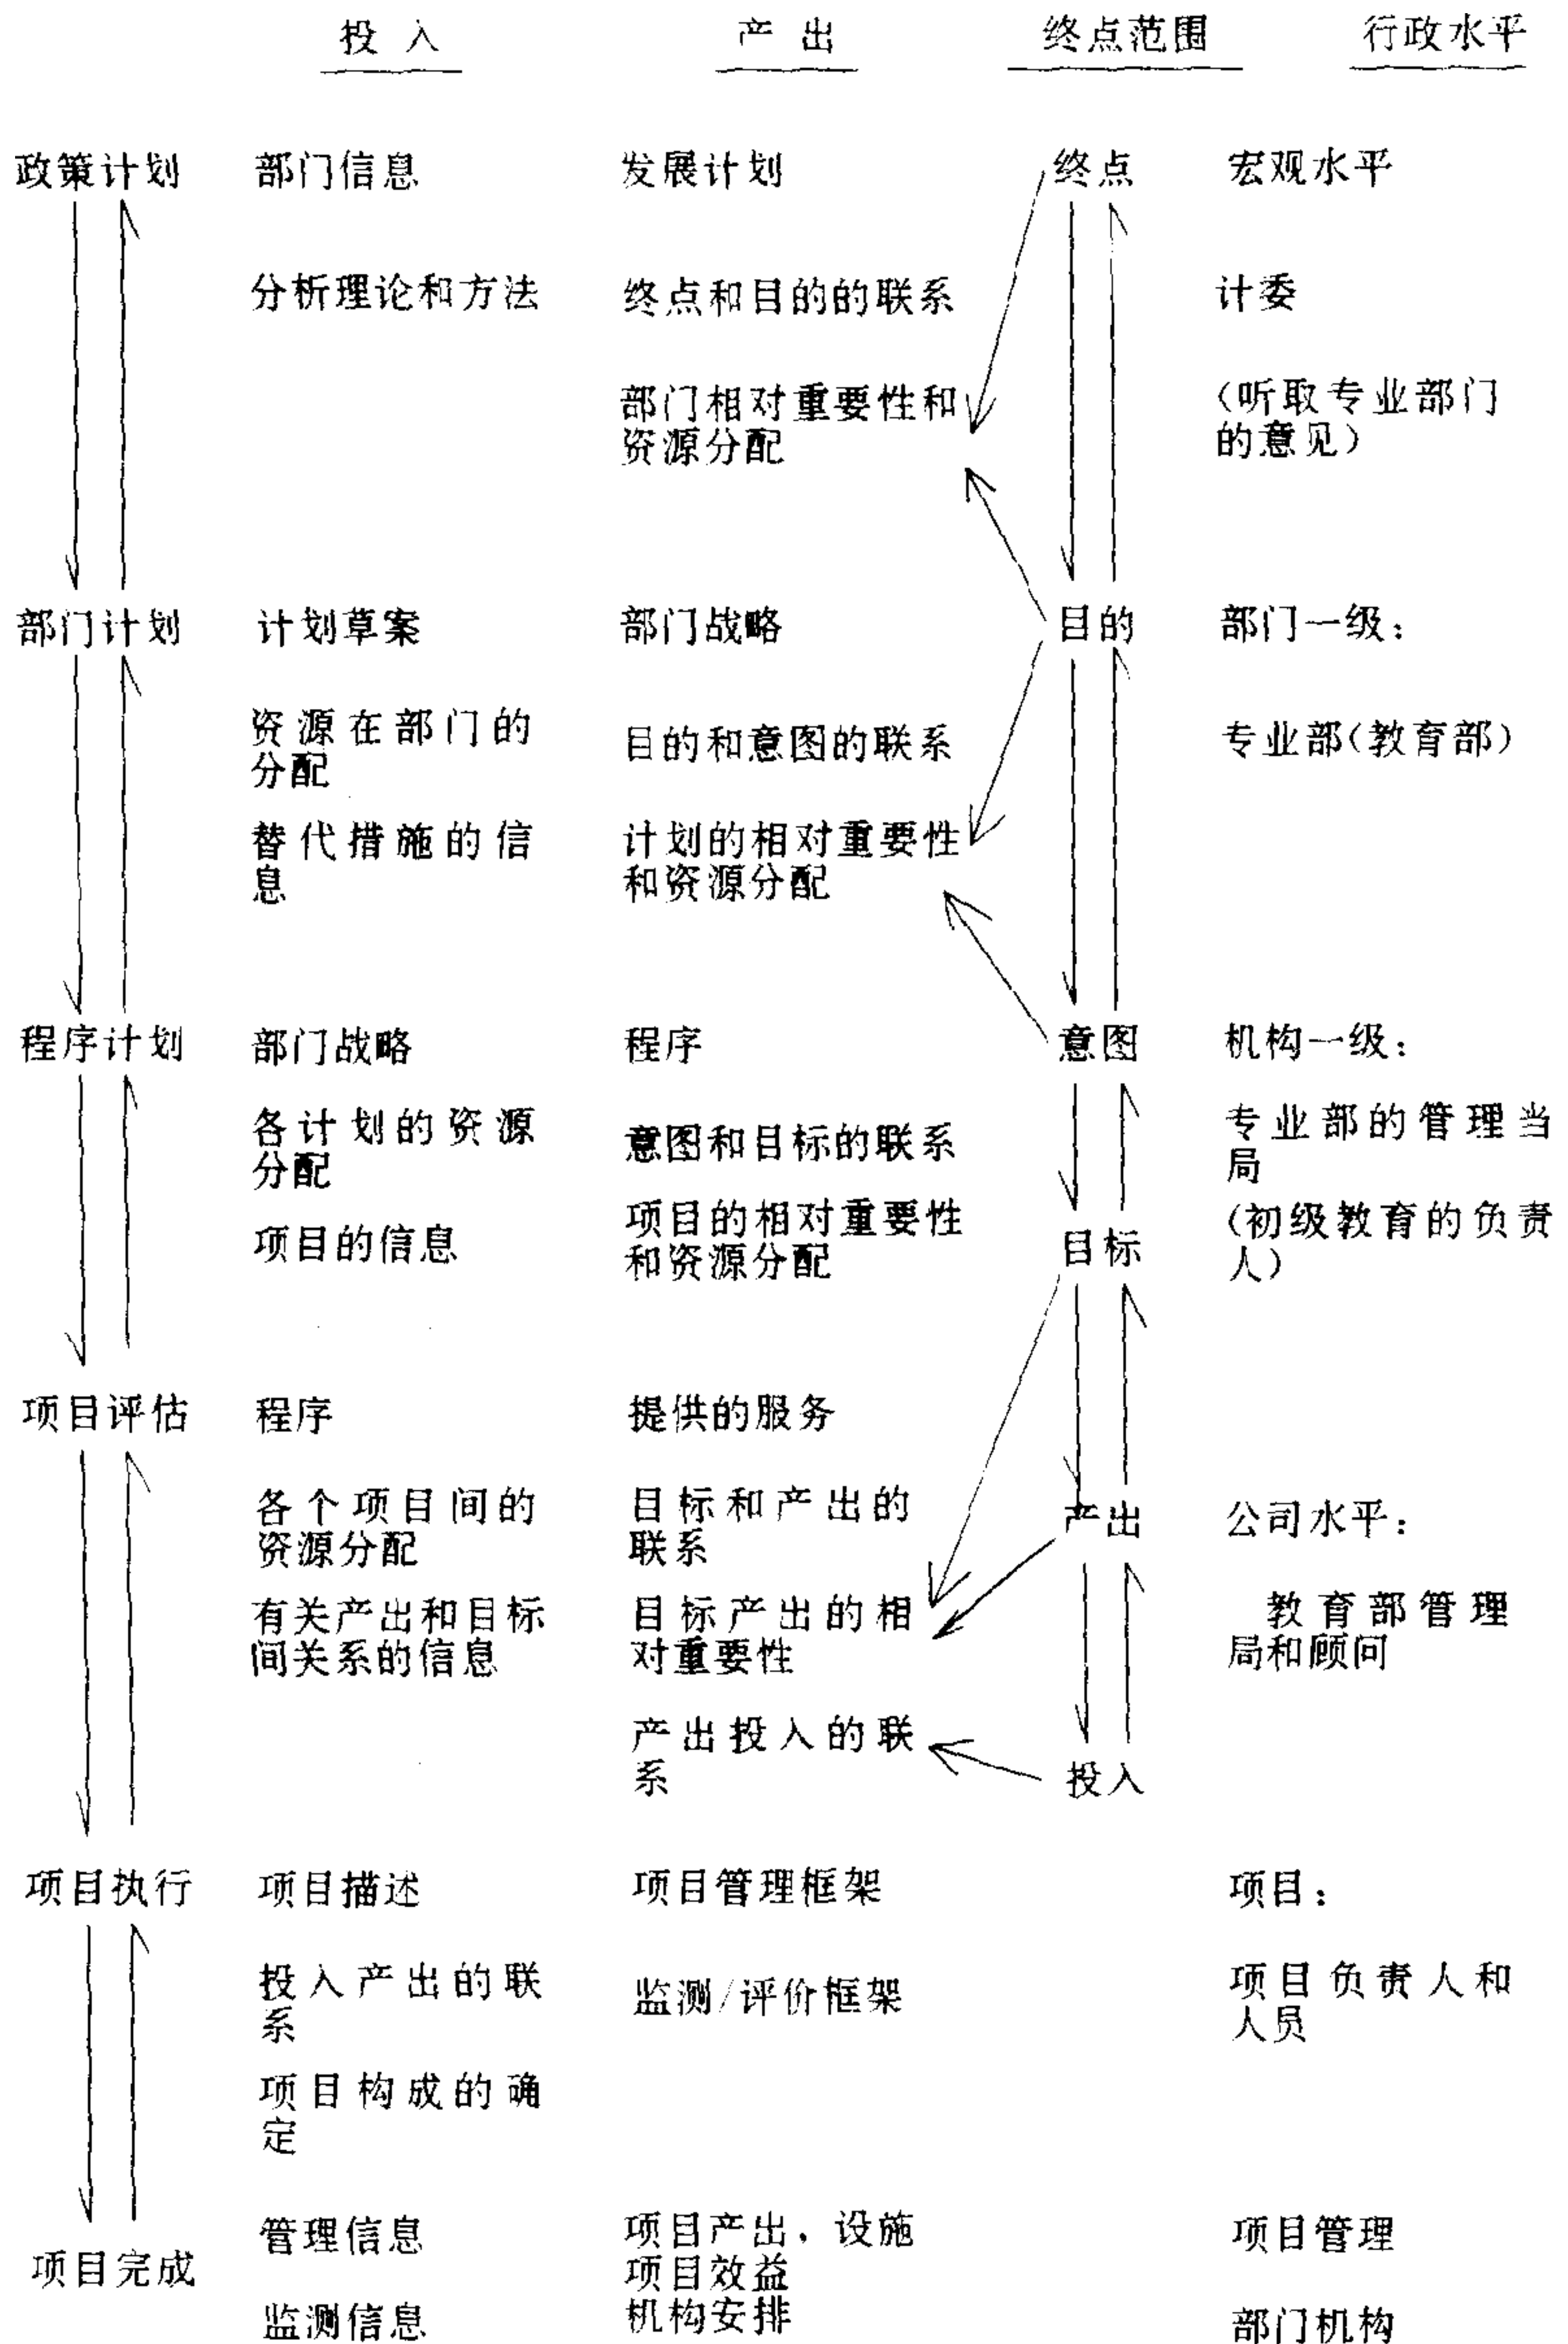 投入 产出 终点范围 行政水平
政策计划 部门信息 发展计划 终点 宏观水平
分析理论和方法 终点和目的的联系 计委
部门相对重要性和 (听取专业部门
资源分配 的意见)
部门计划 计划草案 部门战略 目的 部门一级:
资源在部门的
分配 目的和意图的联系 专业部(教育部)
替代措施的信 计划的相对重要性
息 和资源分配
程序计划 部门战略 程序 意图 机构一级:
各计划的资源 专业部的管理当
分配 意图和目标的联系 局
项目的相对重要性 (初级教育的负责
项目的信息 和资源分配 目标 人)
项目评估 程序 提供的服务
各个项目间的 目标和产出的 产出 公司水平:
资源分配 联系
有关产出和目标 目标产出的相 教育部管理
间关系的信息 对重要性 局和顾问
产出投入的联
系 投入
项目执行 项目描述 项目管理框架 项目:
投入产出的联 监测/评价框架 项目负责人和
系 人员
项目构成的确
定
管理信息 项目产出,设施 项目管理
项目完成 项目效益
监测信息 机构安排 部门机构